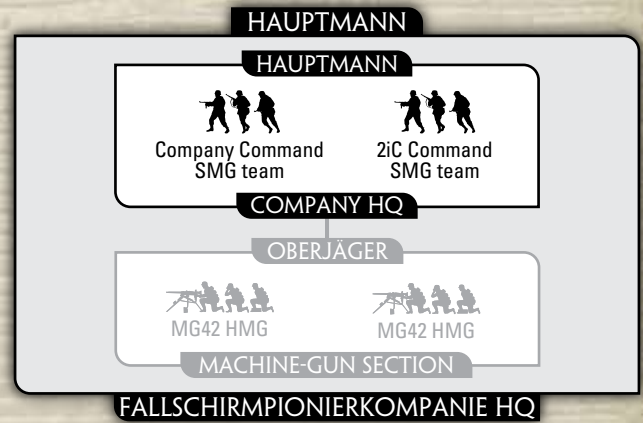 HAUPTMANN
HAUPTMANN
Company Command
SMG team
2iC Command
SMG team
COMPANY HQ
OBERJÄGER
MG42 HMG
MG42 HMG
MACHINE-GUN SECTION
FALLSCHIRMPIONIERKOMPANIE HQ